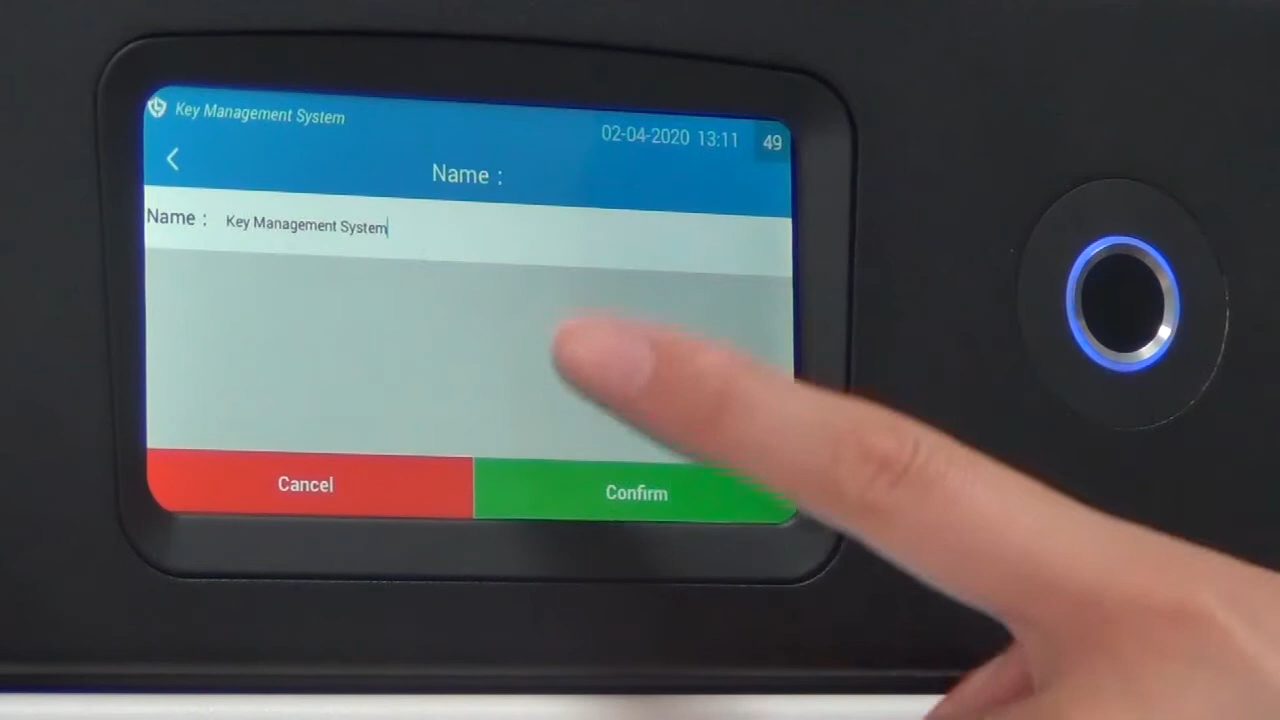 Key Management System
02-04-2020 13:11 49
Name :
Name : Key Management System
Cancel Confirm